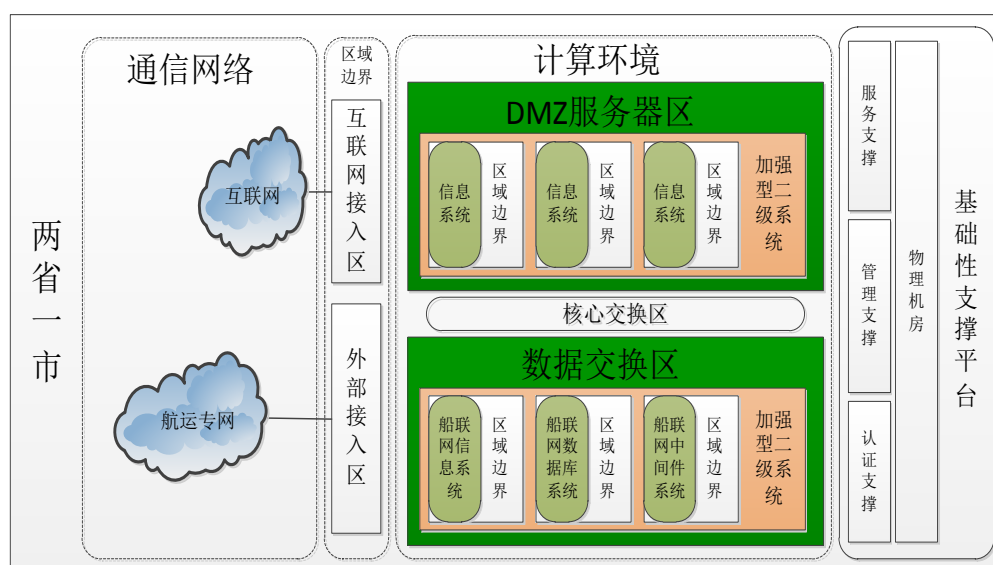 两省一市
通信网络
互联网
航运专网
区域
边界
互联网接入区
外部接入区
计算环境
DMZ服务器区
信息
系统
区域边界
信息
系统
区域边界
信息
系统
区域边界
加强
型二
级系
统
核心交换区
数据交换区
船联
网信
息系
统
区域边界
船联
网数
据库
系统
区域边界
船联
网中
间件
系统
区域边界
加强
型二
级系
统
服务支撑
管理支撑
认证支撑
物理机房
基础性支撑平台